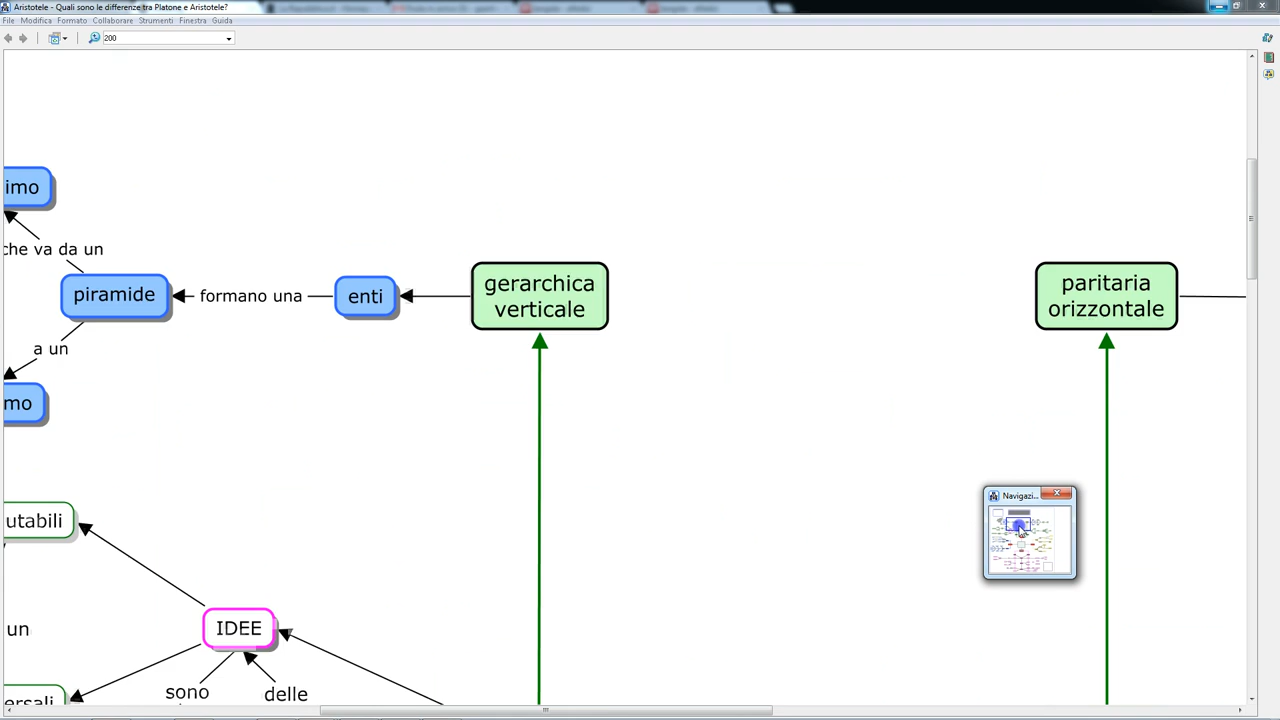 Aristotele - Quali sono le differenze tra Platone e Aristotele?
File Modifica Formato Collaborare Strumenti Finestra Guida
200
imo
che va da un
piramide
formano una
enti
gerarchica
verticale
paritaria
orizzontale
a un
mo
Navigazi...
utabili
un
IDEE
sono
delle
ersali